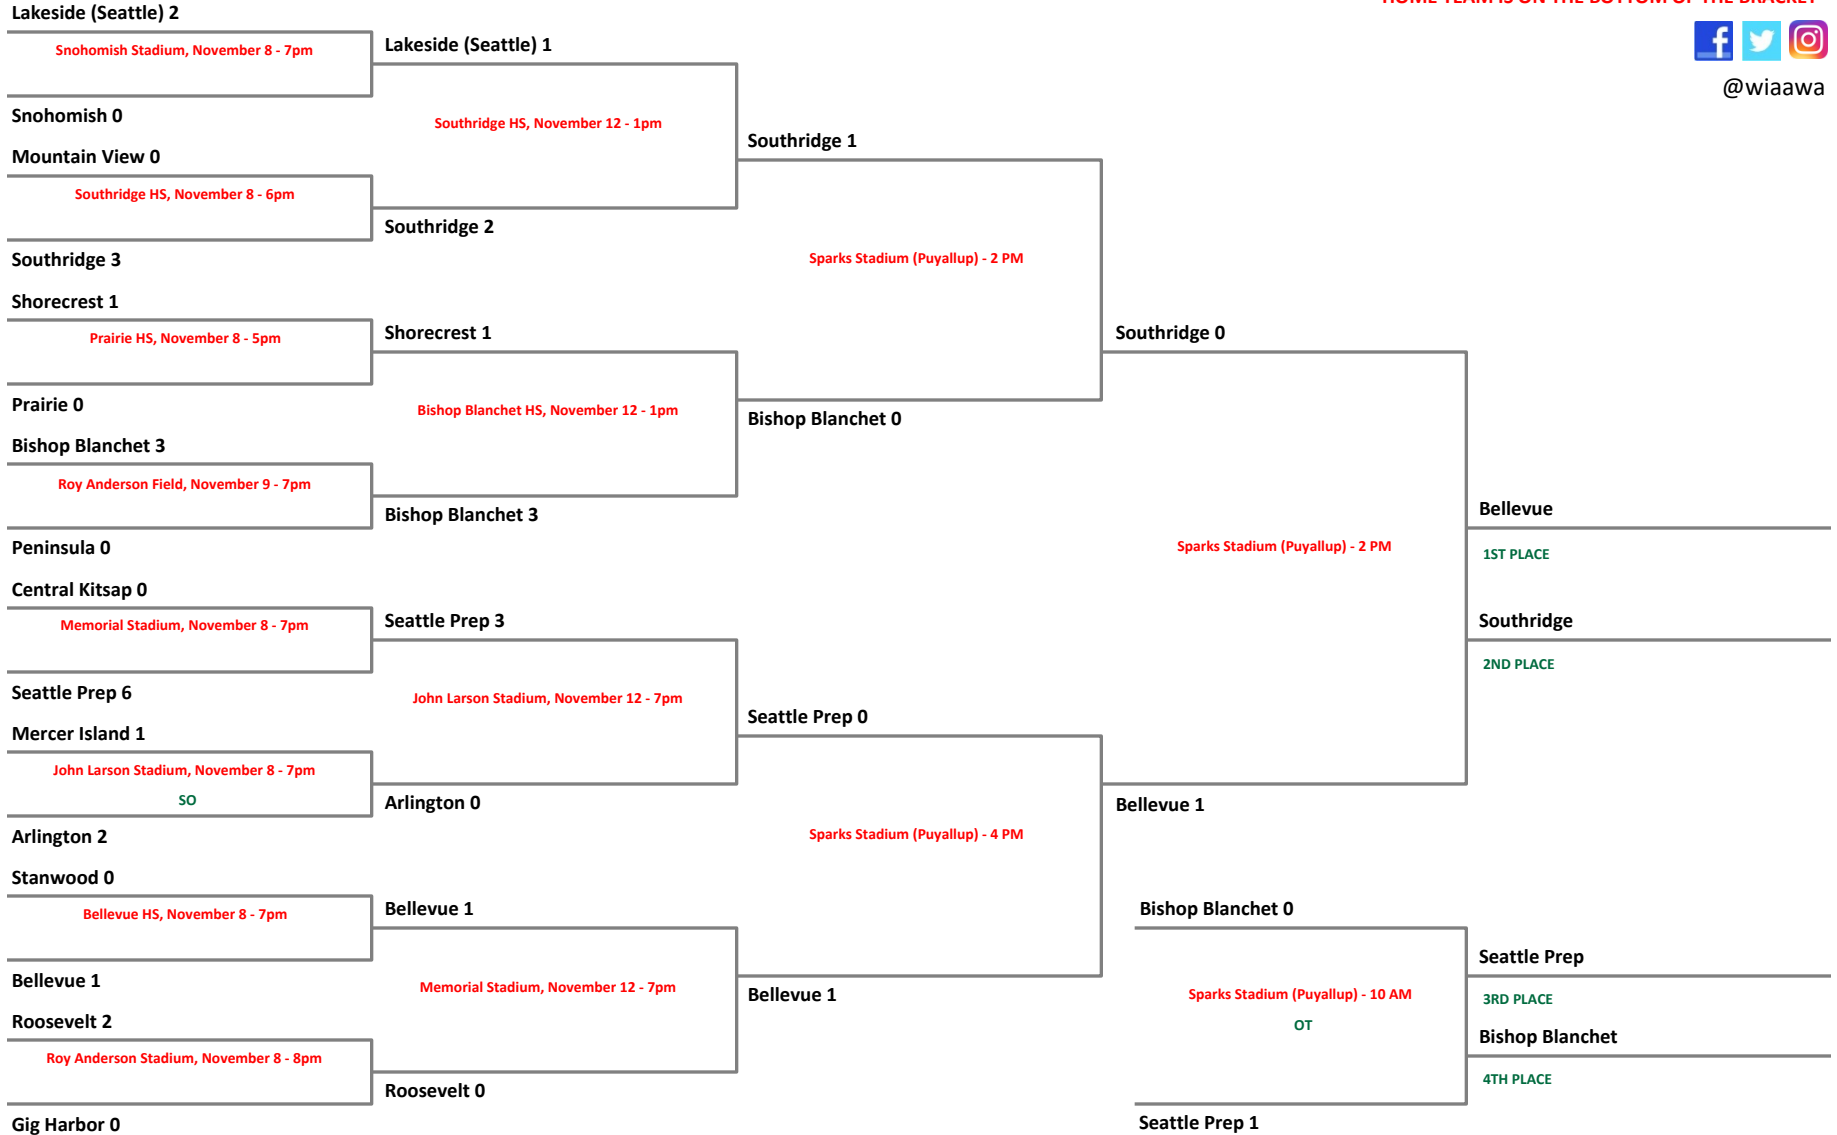 HOME TEAM IS ON THE BOTTOM OF THE BRACKET
@wiaawa
Lakeside (Seattle) 2
Snohomish Stadium, November 8 - 7pm
Snohomish 0
Mountain View 0
Southridge HS, November 8 - 6pm
Southridge 3
Shorecrest 1
Prairie HS, November 8 - 5pm
Prairie 0
Bishop Blanchet 3
Roy Anderson Field, November 9 - 7pm
Peninsula 0
Central Kitsap 0
Memorial Stadium, November 8 - 7pm
Seattle Prep 6
Mercer Island 1
John Larson Stadium, November 8 - 7pm
SO
Arlington 2
Stanwood 0
Bellevue HS, November 8 - 7pm
Bellevue 1
Roosevelt 2
Roy Anderson Stadium, November 8 - 8pm
Gig Harbor 0
Lakeside (Seattle) 1
Southridge HS, November 12 - 1pm
Southridge 2
Shorecrest 1
Bishop Blanchet HS, November 12 - 1pm
Bishop Blanchet 3
Seattle Prep 3
John Larson Stadium, November 12 - 7pm
Arlington 0
Bellevue 1
Memorial Stadium, November 12 - 7pm
Roosevelt 0
Southridge 1
Sparks Stadium (Puyallup) - 2 PM
Bishop Blanchet 0
Seattle Prep 0
Sparks Stadium (Puyallup) - 4 PM
Bellevue 1
Southridge 0
Sparks Stadium (Puyallup) - 2 PM
Bellevue 1
Bellevue
1ST PLACE
Southridge
2ND PLACE
Bishop Blanchet 0
Sparks Stadium (Puyallup) - 10 AM
OT
Seattle Prep 1
Seattle Prep
3RD PLACE
Bishop Blanchet
4TH PLACE